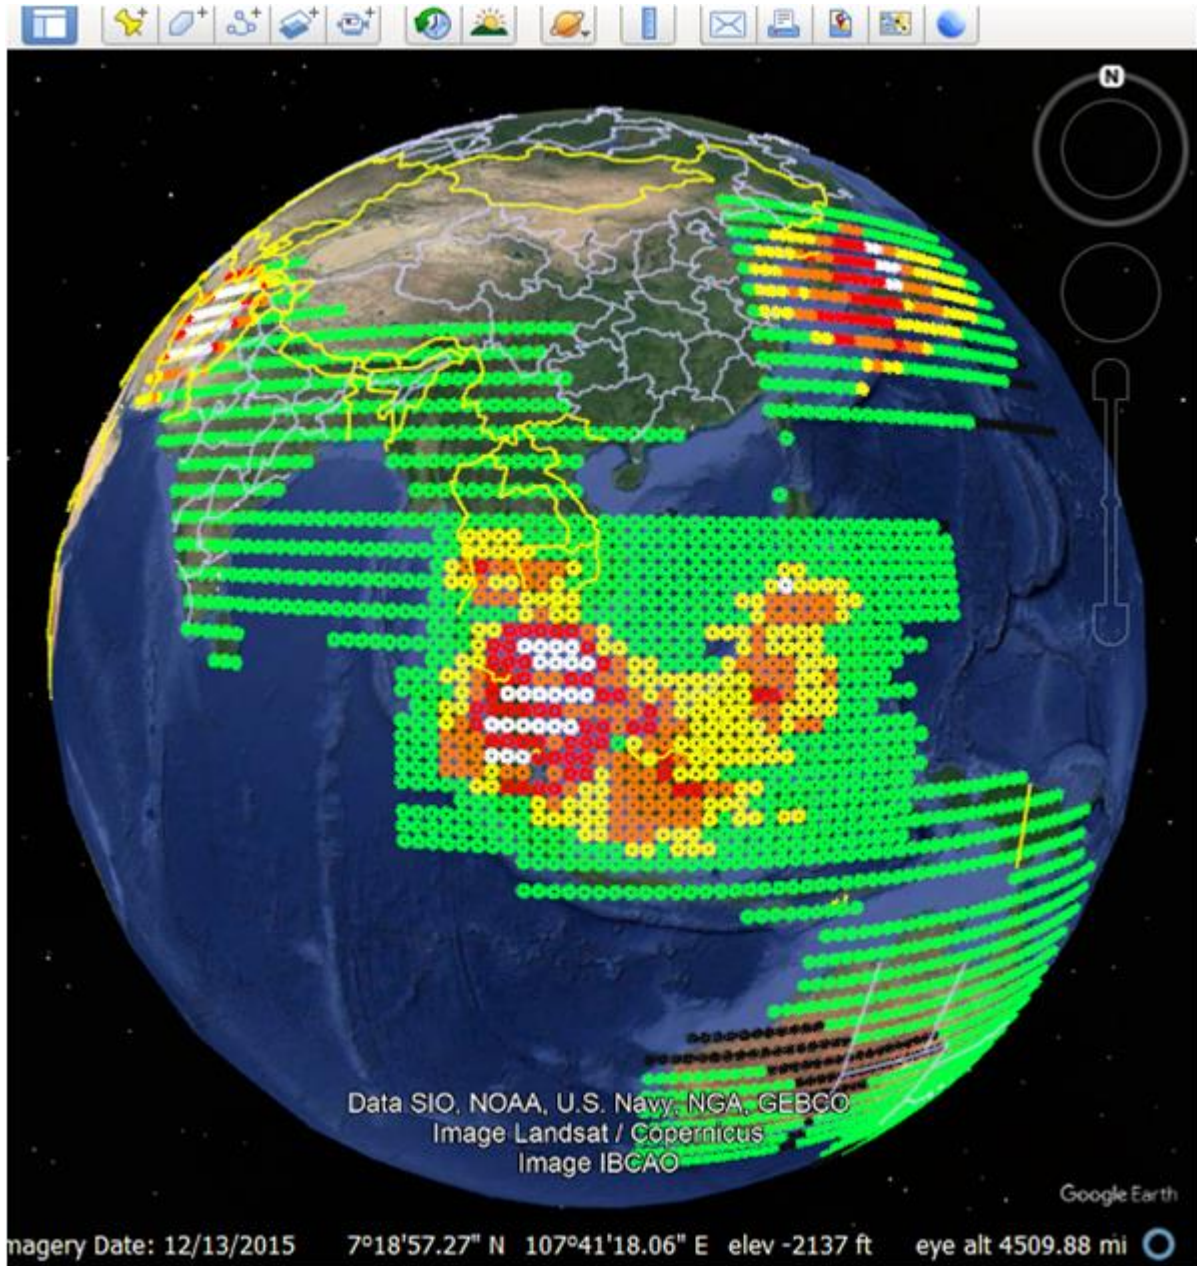 N
Data SIO, NOAA, U.S. Navy, NGA, GEBCO
Image Landsat / Copernicus
Image IBCAO
Google Earth
magery Date: 12/13/2015 7°18'57.27" N 107°41'18.06" E elev -2137 ft eye alt 4509.88 mi